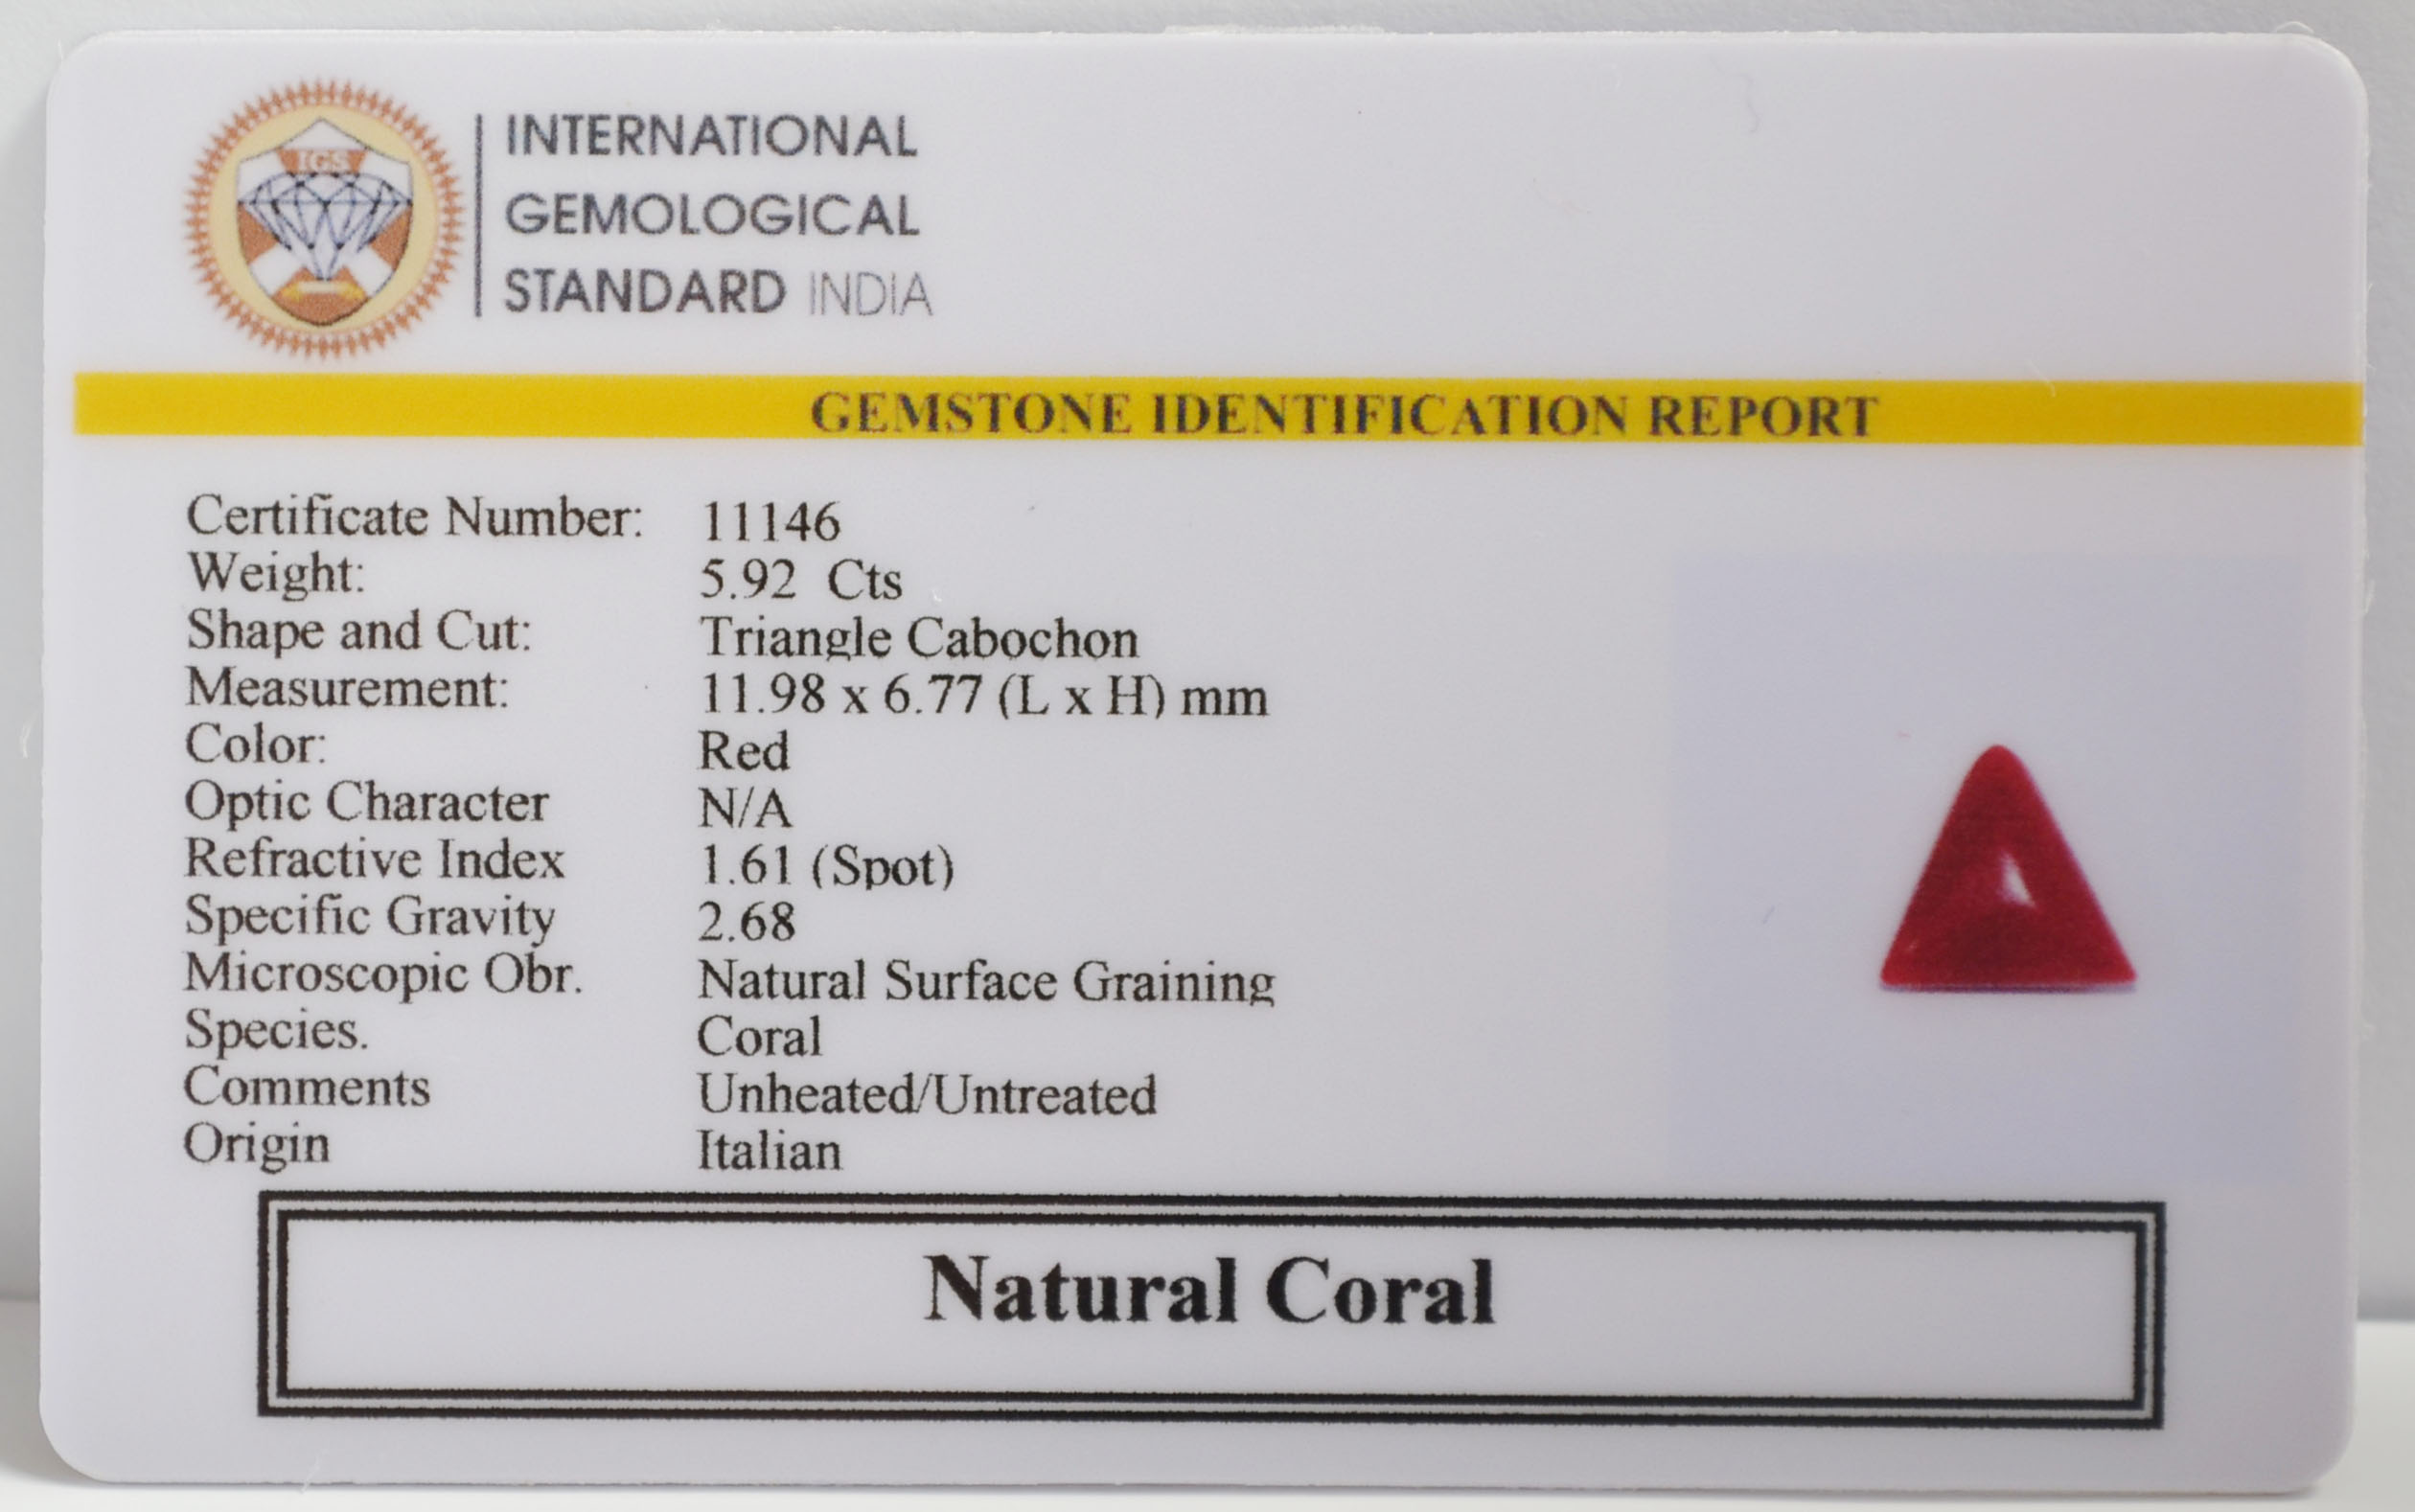 IGS
INTERNATIONAL
GEMOLOGICAL
STANDARD INDIA
GEMSTONE IDENTIFICATION REPORT
Certificate Number: 11146
Weight: 5.92 Cts
Shape and Cut: Triangle Cabochon
Measurement: 11.98 x 6.77 (L x H) mm
Color: Red
Optic Character N/A
Refractive Index 1.61 (Spot)
Specific Gravity 2.68
Microscopic Obr. Natural Surface Graining
Species. Coral
Comments Unheated/Untreated
Origin Italian
Natural Coral